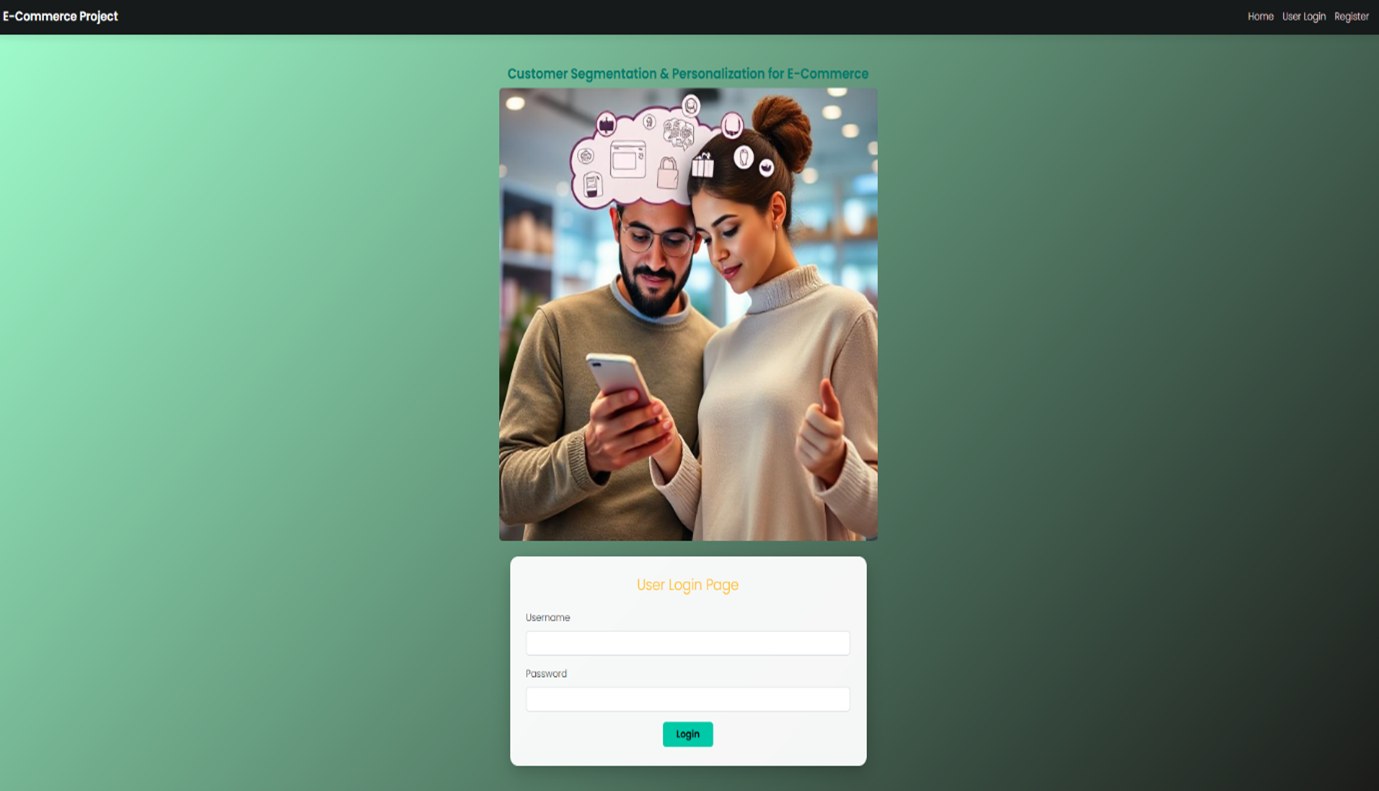 E-Commerce Project
Home User Login Register
Customer Segmentation & Personalization for E-Commerce
User Login Page
Username
Password
Login